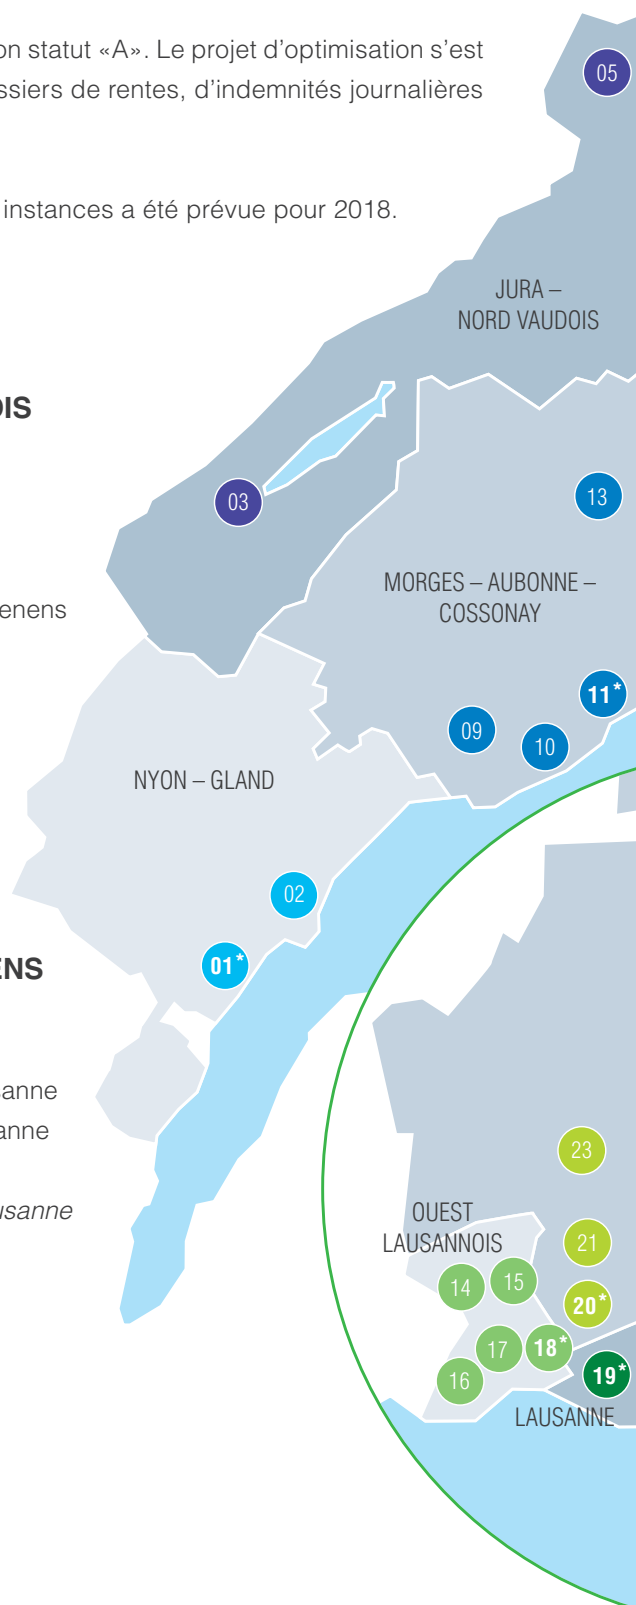 on statut «A». Le projet d'optimisation s'est
ssiers de rentes, d'indemnités journalières
instances a été prévue pour 2018.
05
JURA –
NORD VAUDOIS
OIS
03
13
MORGES – AUBONNE –
COSSONAY
enens
11*
09
10
NYON – GLAND
02
01*
ENS
sanne
anne
usanne
23
OUEST
LAUSANNOIS
21
14
15
20*
17
18*
16
19*
LAUSANNE